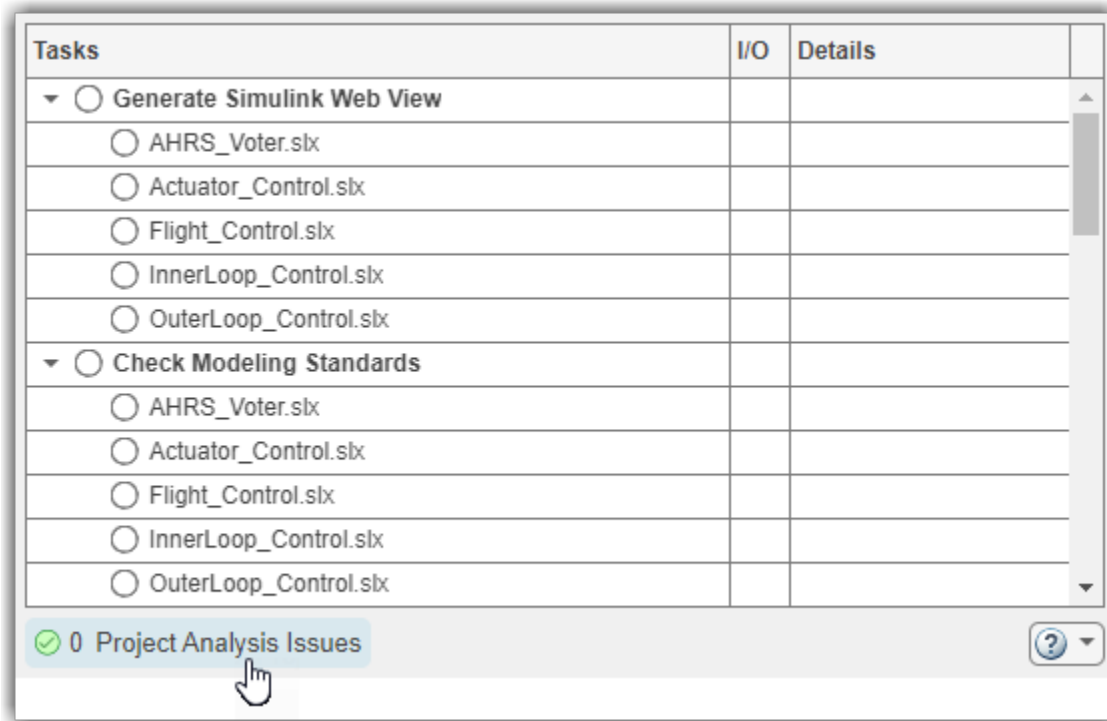 Tasks I/O Details
Generate Simulink Web View
AHRS_Voter.slx
Actuator_Control.slx
Flight_Control.slx
InnerLoop_Control.slx
OuterLoop_Control.slx
Check Modeling Standards
AHRS_Voter.slx
Actuator_Control.slx
Flight_Control.slx
InnerLoop_Control.slx
OuterLoop_Control.slx
0 Project Analysis Issues ?